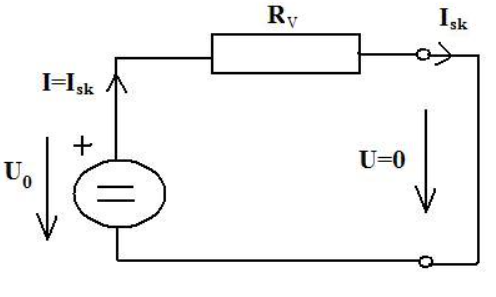 R_V
I_sk
I=I_sk
+
U_0
U=0